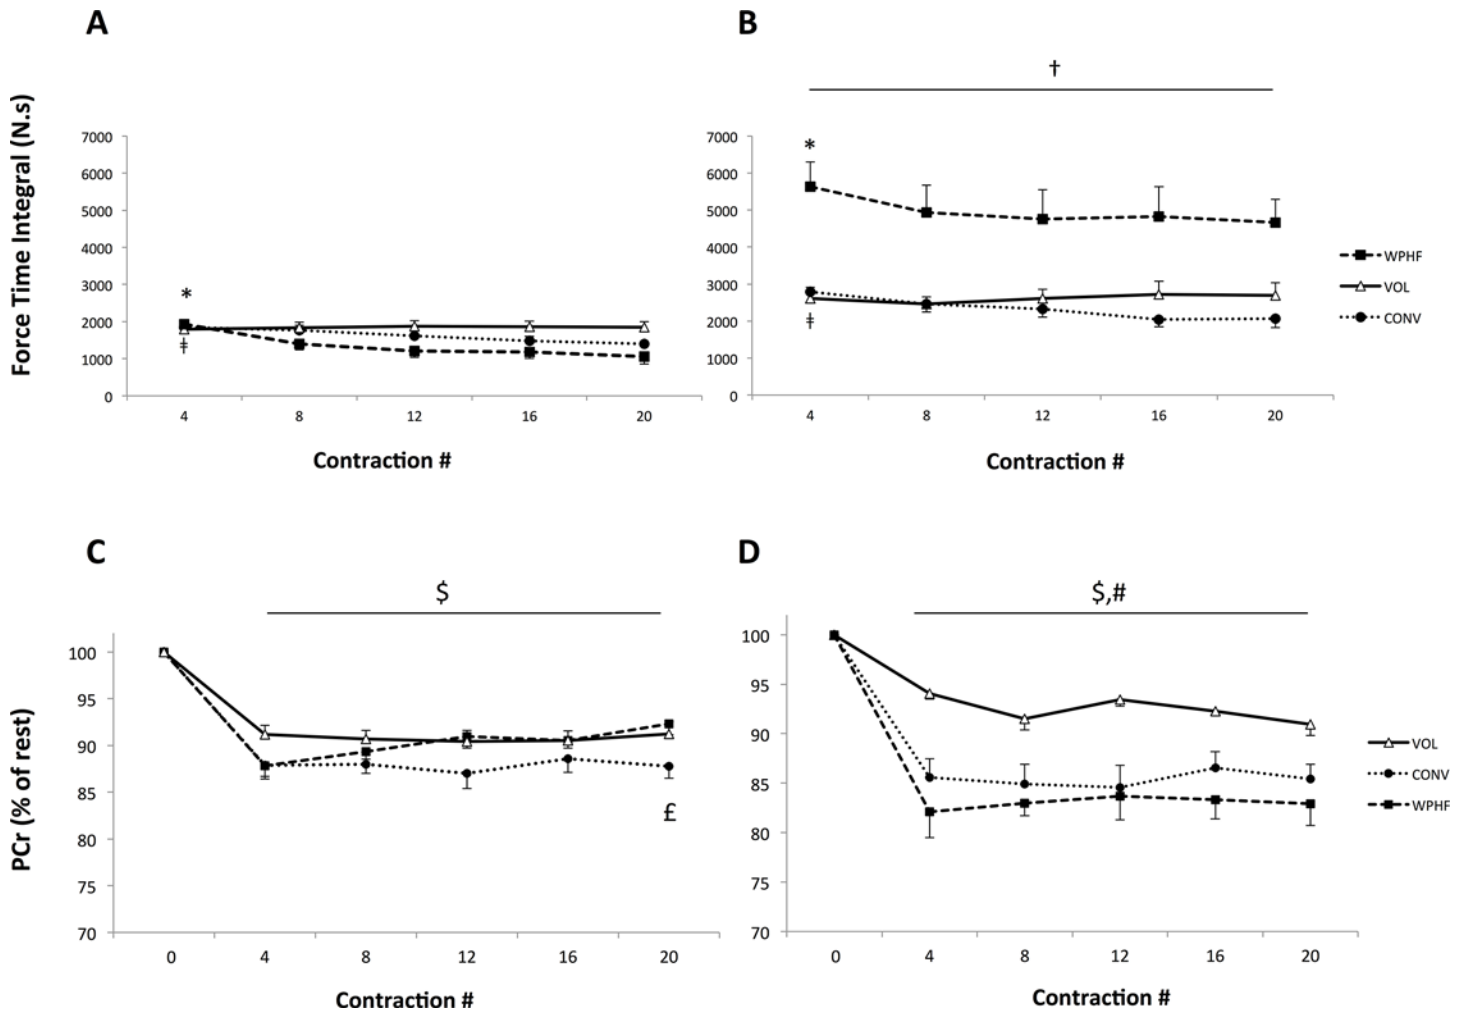 A
B
†
Force Time Integral (N.s)
7000
6000
5000
4000
3000
2000
1000
0
*
‡
4 8 12 16 20
Contraction #
7000
6000
5000
4000
3000
2000
1000
0
*
‡
4 8 12 16 20
Contraction #
WPHF
VOL
CONV
C
D
$
$,#
PCr (% of rest)
100
95
90
85
80
75
70
£
0 4 8 12 16 20
Contraction #
100
95
90
85
80
75
70
0 4 8 12 16 20
Contraction #
VOL
CONV
WPHF